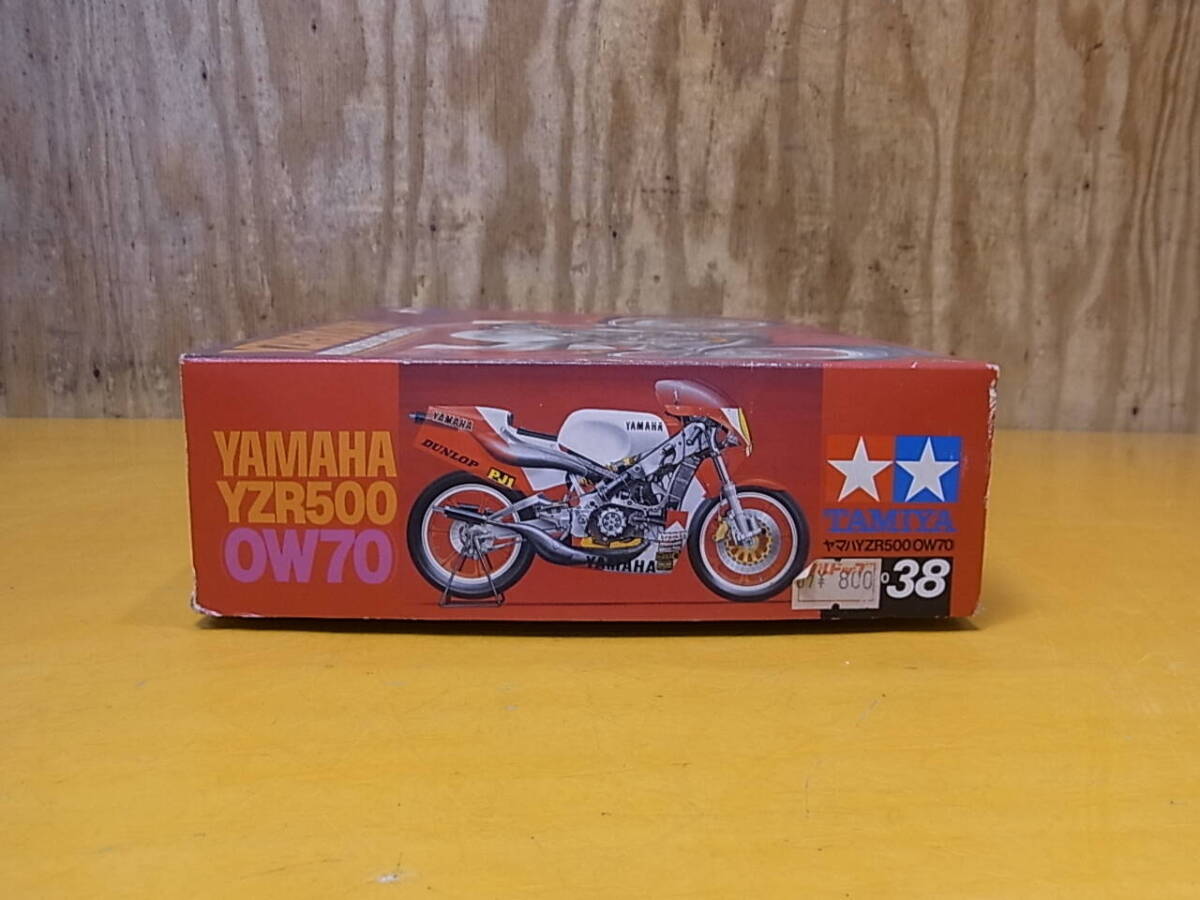 YAMAHA
YZR500
OW70
YAMAHA
DUNLOP
PJ1
YAMAHA
YAMAHA
TAMIYA
ヤマハYZR500 OW70
¥ 800
38